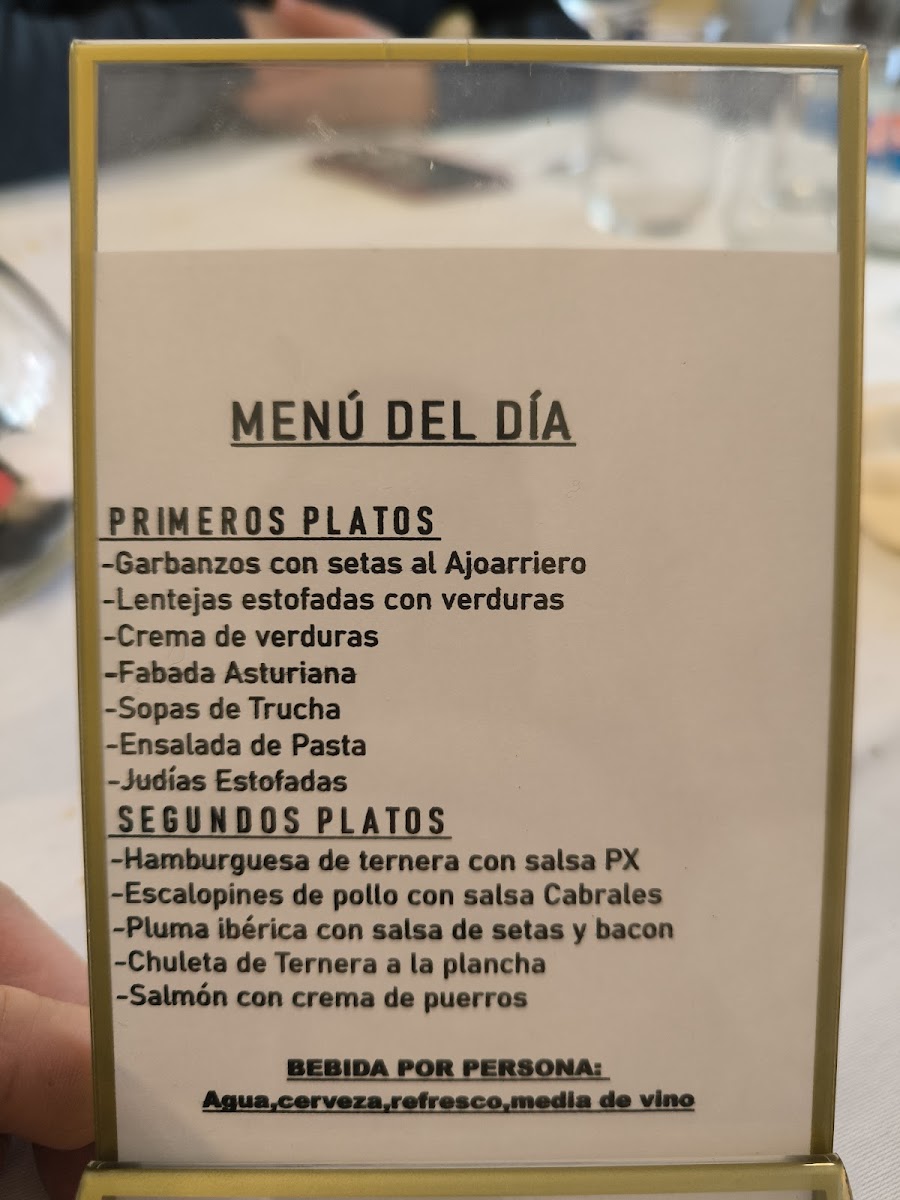 MENÚ DEL DÍA
PRIMEROS PLATOS
-Garbanzos con setas al Ajoarriero
-Lentejas estofadas con verduras
-Crema de verduras
-Fabada Asturiana
-Sopas de Trucha
-Ensalada de Pasta
-Judías Estofadas
SEGUNDOS PLATOS
-Hamburguesa de ternera con salsa PX
-Escalopines de pollo con salsa Cabrales
-Pluma ibérica con salsa de setas y bacon
-Chuleta de Ternera a la plancha
-Salmón con crema de puerros
BEBIDA POR PERSONA:
Agua,cerveza,refresco,media de vino